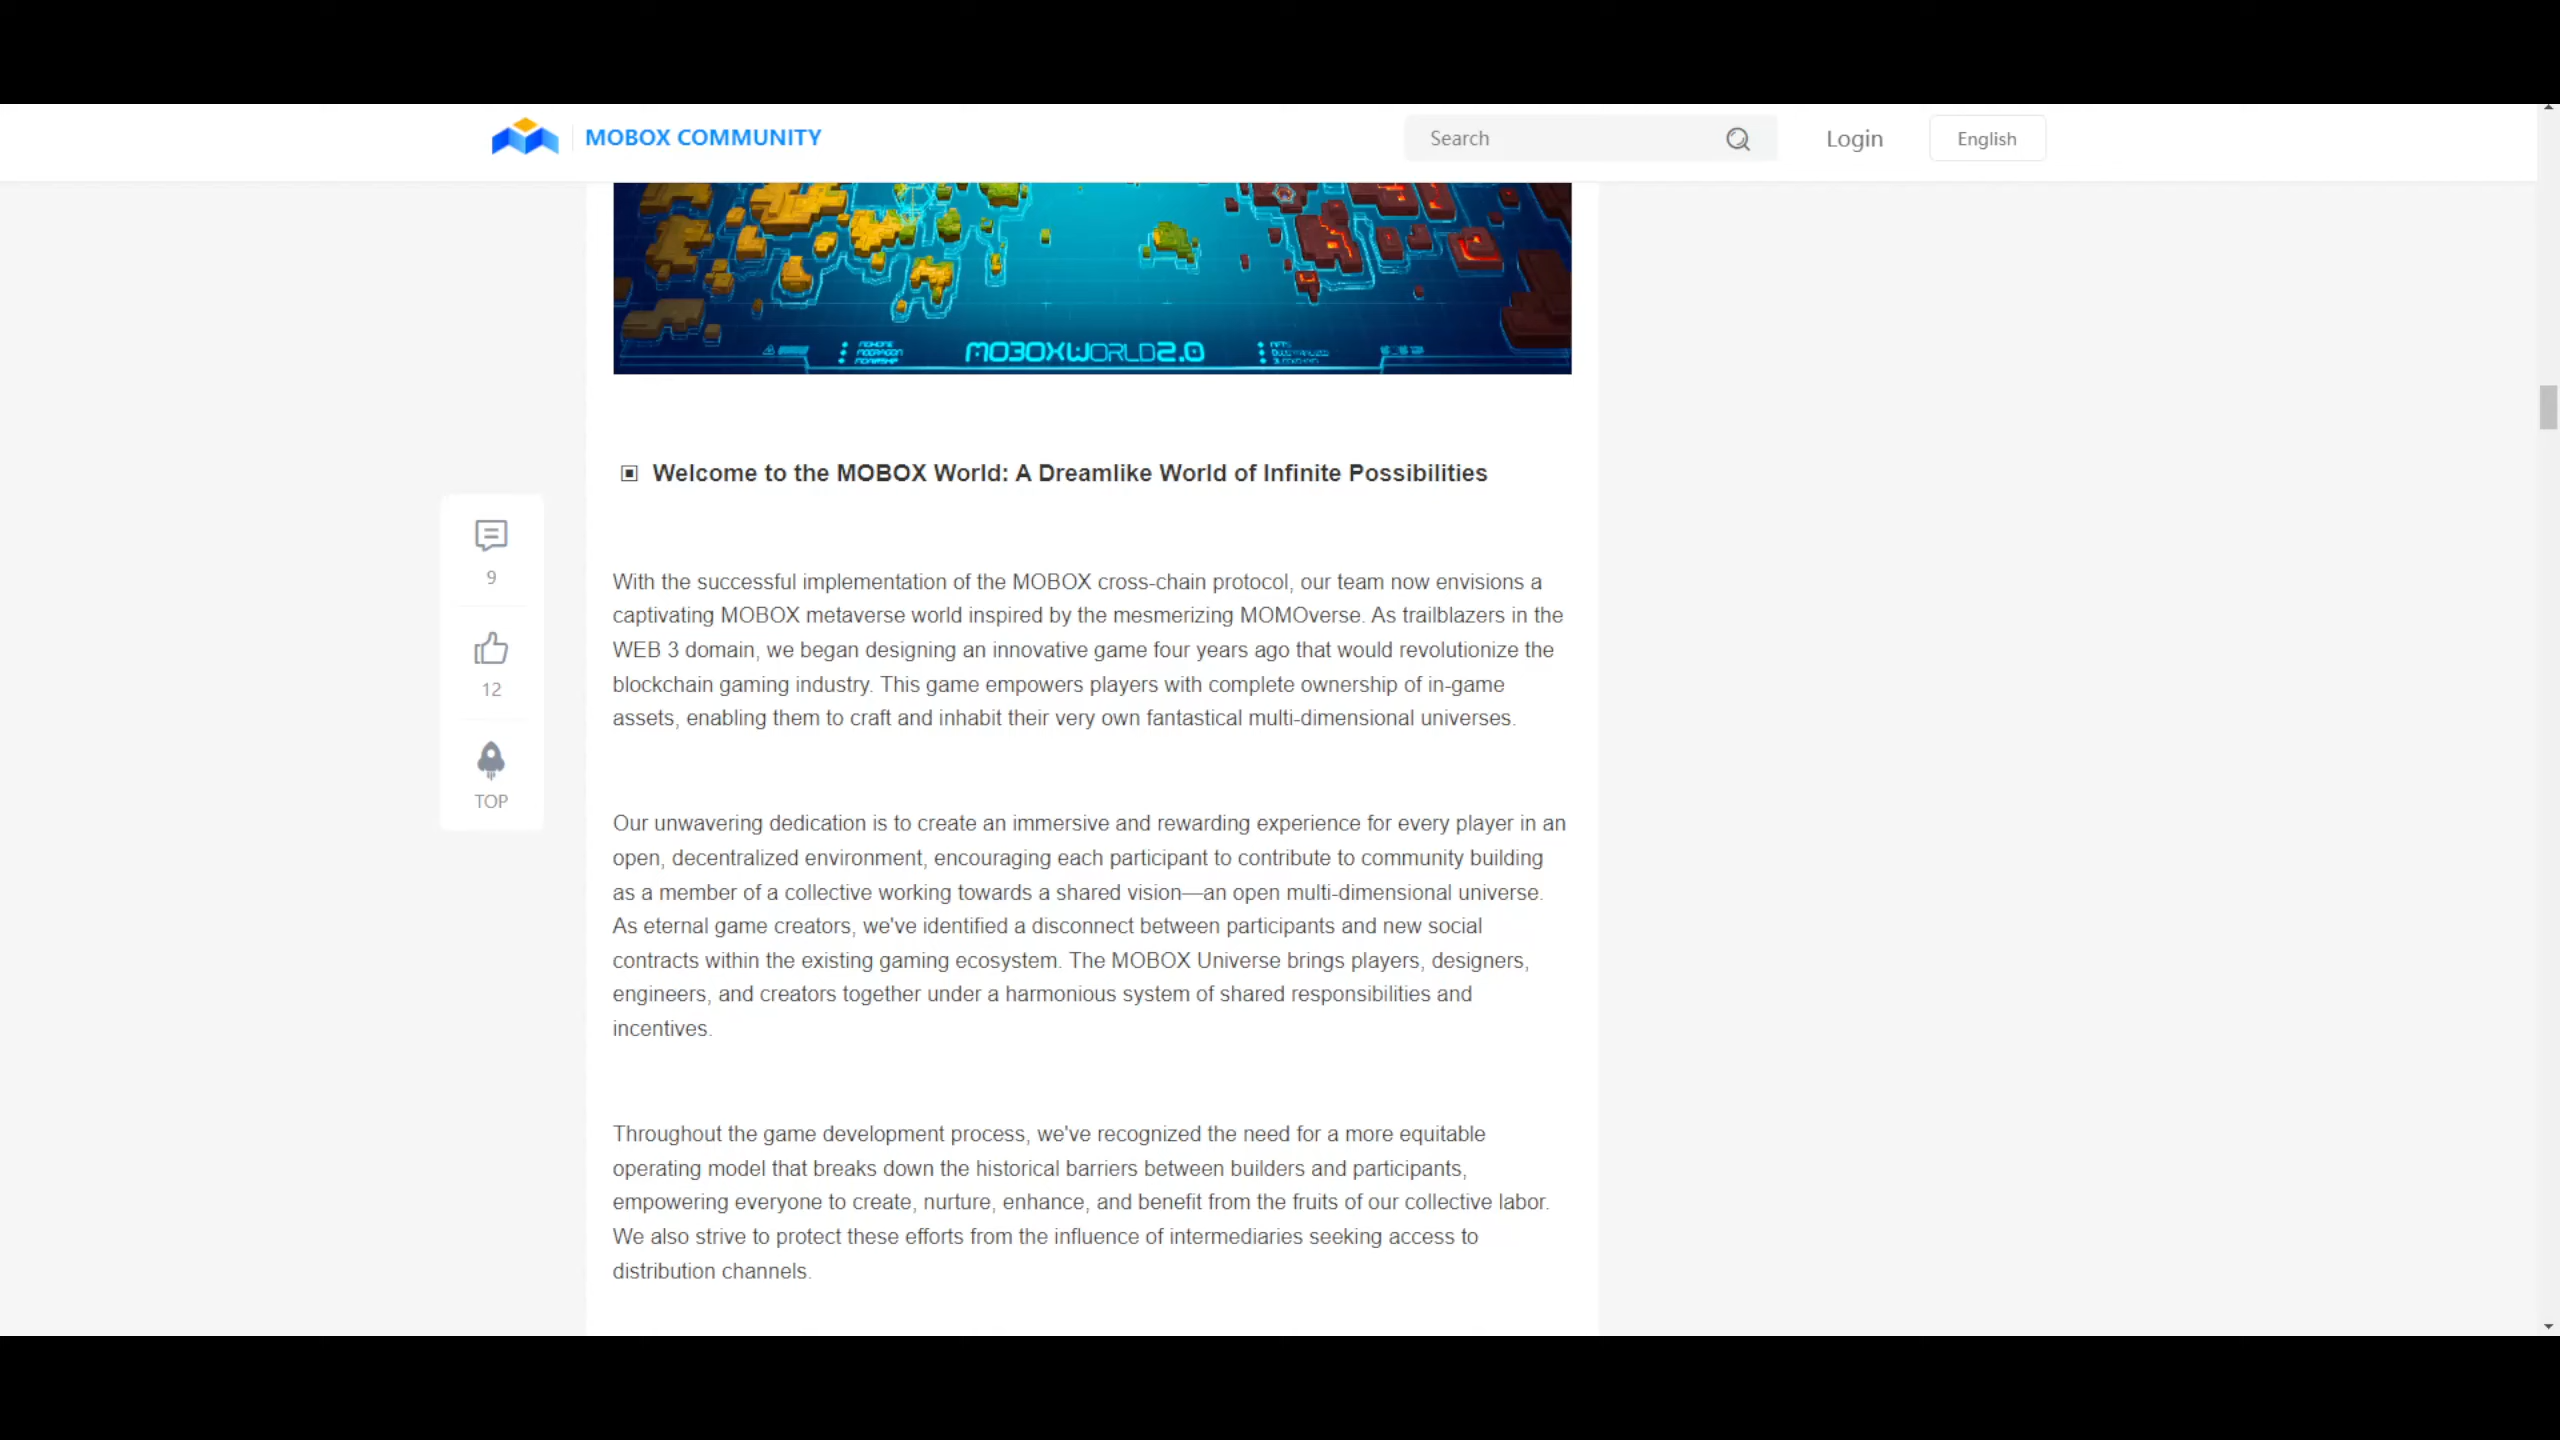 MOBOX COMMUNITY
Search
Login
English
MOBOXWORLD2.0
Welcome to the MOBOX World: A Dreamlike World of Infinite Possibilities
9
12
TOP
With the successful implementation of the MOBOX cross-chain protocol, our team now envisions a
captivating MOBOX metaverse world inspired by the mesmerizing MOMOverse. As trailblazers in the
WEB 3 domain, we began designing an innovative game four years ago that would revolutionize the
blockchain gaming industry. This game empowers players with complete ownership of in-game
assets, enabling them to craft and inhabit their very own fantastical multi-dimensional universes.
Our unwavering dedication is to create an immersive and rewarding experience for every player in an
open, decentralized environment, encouraging each participant to contribute to community building
as a member of a collective working towards a shared vision—an open multi-dimensional universe.
As eternal game creators, we've identified a disconnect between participants and new social
contracts within the existing gaming ecosystem. The MOBOX Universe brings players, designers,
engineers, and creators together under a harmonious system of shared responsibilities and
incentives.
Throughout the game development process, we've recognized the need for a more equitable
operating model that breaks down the historical barriers between builders and participants,
empowering everyone to create, nurture, enhance, and benefit from the fruits of our collective labor.
We also strive to protect these efforts from the influence of intermediaries seeking access to
distribution channels.